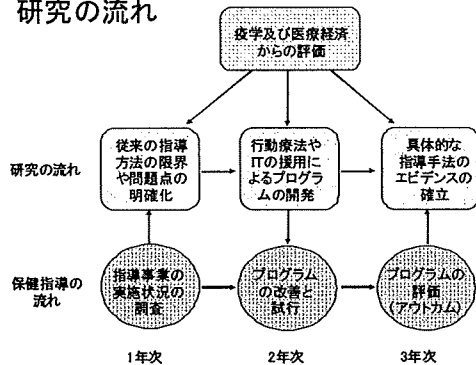 研究の流れ
疫学及び医療経済
からの評価
研究の流れ
従来の指導
方法の限界
や問題点の
明確化
行動療法や
ITの援用に
よるプログラ
ムの開発
具体的な
指導手法の
エビデンスの
確立
保健指導の
流れ
指導事業の
実施状況の
調査
プログラム
の改善と
試行
プログラムの
評価
(アウトカム)
1年次
2年次
3年次